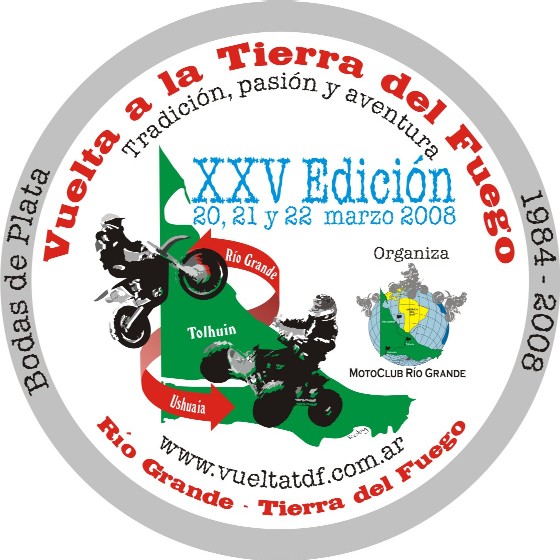 Vuelta a la Tierra del Fuego
Tradición, pasión y aventura
Bodas de Plata
1984 - 2008
XXV Edición
20, 21 y 22 marzo 2008
Organiza
Río Grande
Tolhuin
Ushuaia
MOTOCLUB RÍO GRANDE
www.vueltatdf.com.ar
Río Grande - Tierra del Fuego